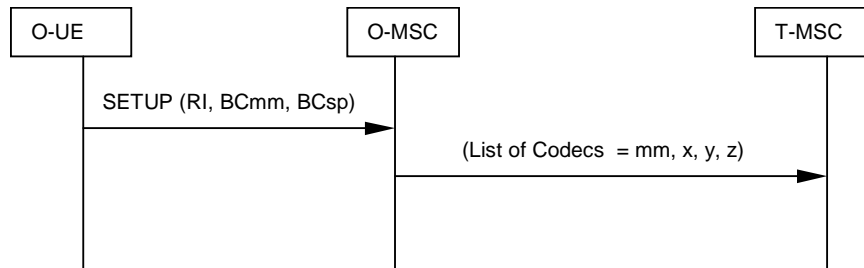 O-UE
O-MSC
T-MSC
SETUP (RI, BCmm, BCsp)
(List of Codecs = mm, x, y, z)